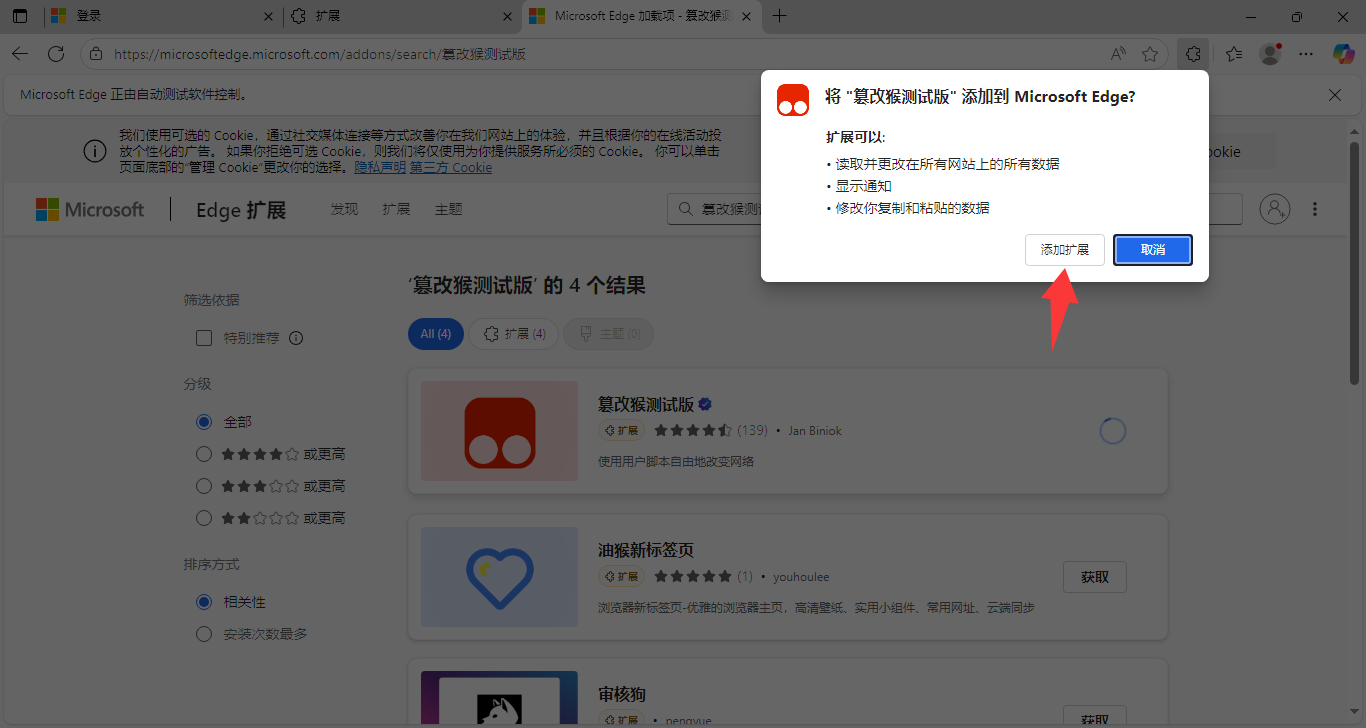 登录
扩展
Microsoft Edge 加载项 - 篡改猴测
https://microsoftedge.microsoft.com/addons/search/篡改猴测试版
Microsoft Edge 正由自动测试软件控制。
将 "篡改猴测试版" 添加到 Microsoft Edge?
扩展可以:
• 读取并更改在所有网站上的所有数据
• 显示通知
• 修改你复制和粘贴的数据
添加扩展
取消
我们使用可选的 Cookie，通过社交媒体连接等方式改善你在我们网站上的体验，并且根据你的在线活动投
放个性化的广告。 如果你拒绝可选 Cookie，则我们将仅使用为你提供服务所必须的 Cookie。 你可以单击
页面底部的“管理 Cookie”更改你的选择。隐私声明 第三方 Cookie
ookie
Microsoft
Edge 扩展
发现
扩展
主题
篡改猴测
筛选依据
特别推荐
分级
全部
或更高
或更高
或更高
排序方式
相关性
安装次数最多
‘篡改猴测试版’ 的 4 个结果
All (4)
扩展 (4)
主题 (0)
篡改猴测试版
扩展
(139) • Jan Biniok
使用用户脚本自由地改变网络
油猴新标签页
扩展
(1) • youhoulee
浏览器新标签页-优雅的浏览器主页，高清壁纸、实用小组件、常用网址、云端同步
获取
审核狗
扩展
• pengyue
获取